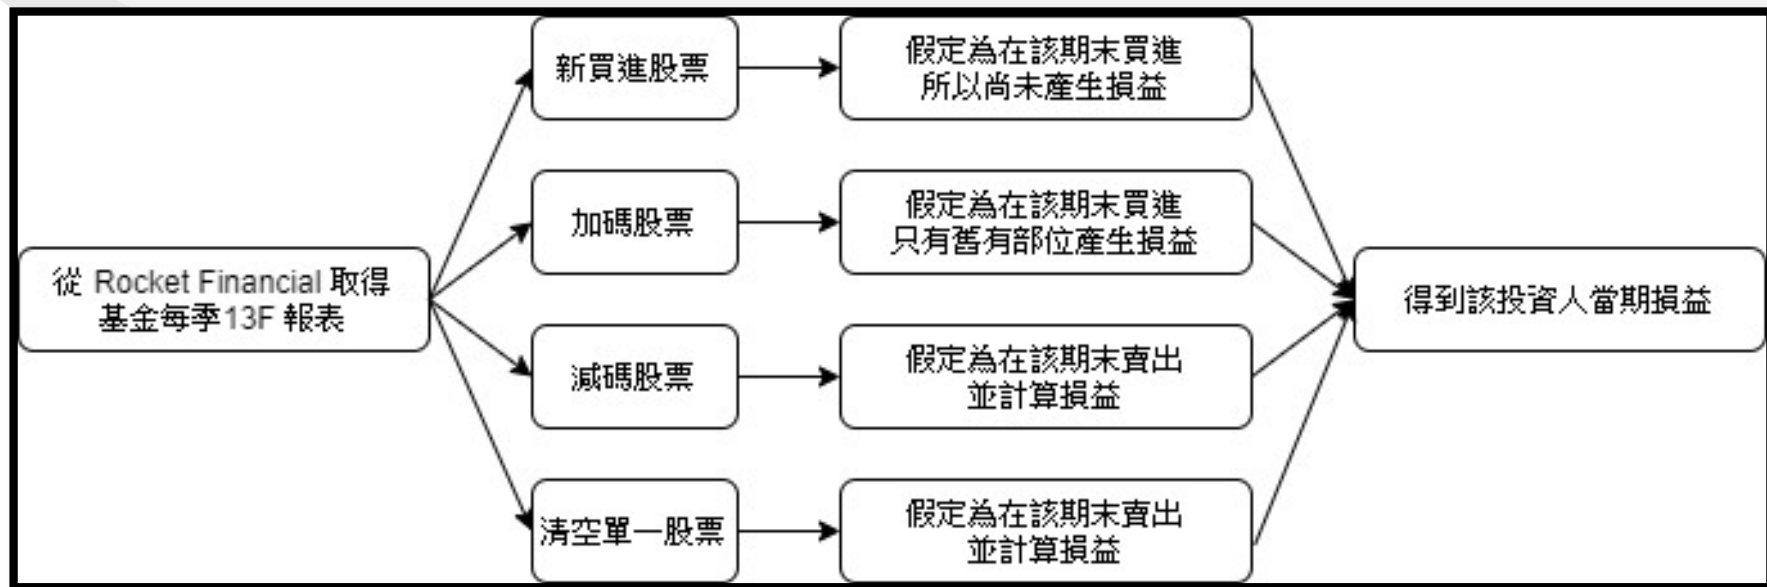 從 Rocket Financial 取得
基金每季13F 報表
新買進股票
假定為在該期末買進
所以尚未產生損益
加碼股票
假定為在該期末買進
只有舊有部位產生損益
減碼股票
假定為在該期末賣出
並計算損益
清空單一股票
假定為在該期末賣出
並計算損益
得到該投資人當期損益